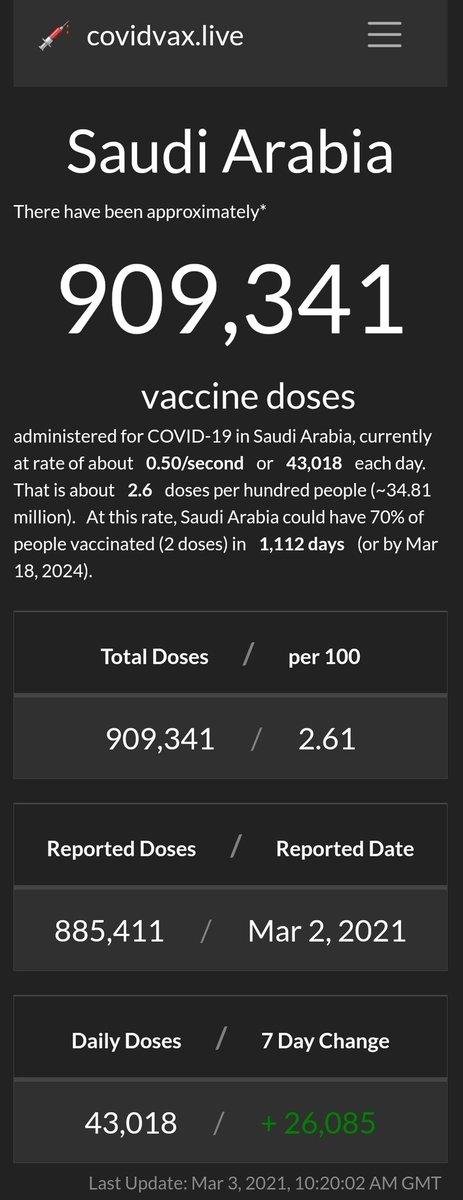 covidvax.live
Saudi Arabia
There have been approximately*
909,341
vaccine doses
administered for COVID-19 in Saudi Arabia, currently
at rate of about 0.50/second or 43,018 each day.
That is about 2.6 doses per hundred people (~34.81
million). At this rate, Saudi Arabia could have 70% of
people vaccinated (2 doses) in 1,112 days (or by Mar
18, 2024).
Total Doses / per 100
909,341 / 2.61
Reported Doses / Reported Date
885,411 / Mar 2, 2021
Daily Doses / 7 Day Change
43,018 / + 26,085
Last Update: Mar 3, 2021, 10:20:02 AM GMT